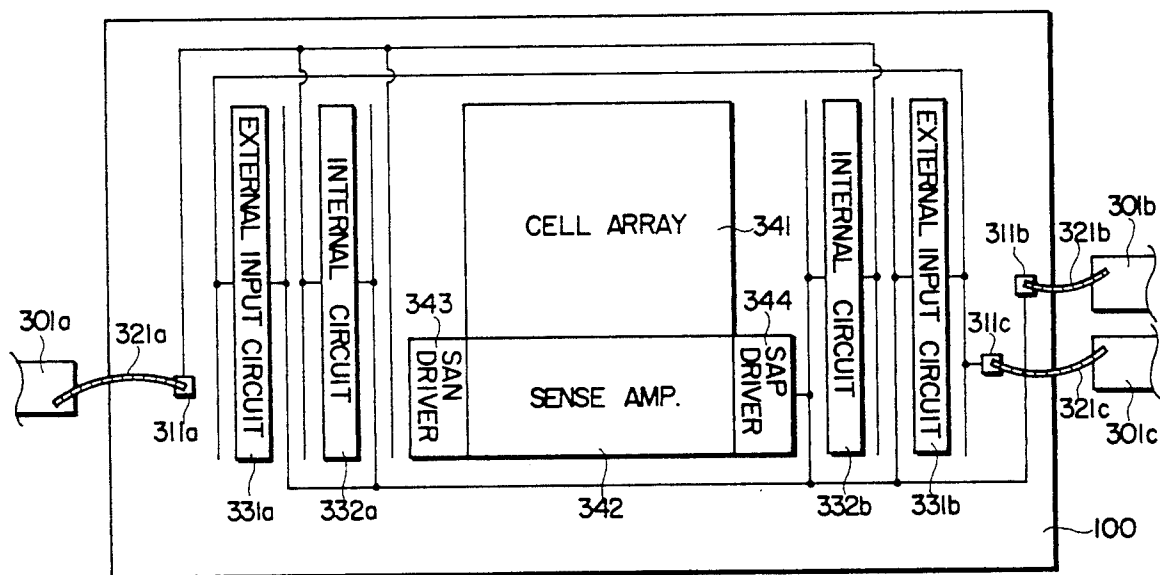 EXTERNAL INPUT CIRCUIT
INTERNAL CIRCUIT
CELL ARRAY
341
INTERNAL CIRCUIT
EXTERNAL INPUT CIRCUIT
311b
321b
301b
301a
321a
343
344
311c
SAN DRIVER
SENSE AMP.
SAP DRIVER
311a
321c
301c
331a
332a
342
332b
331b
100